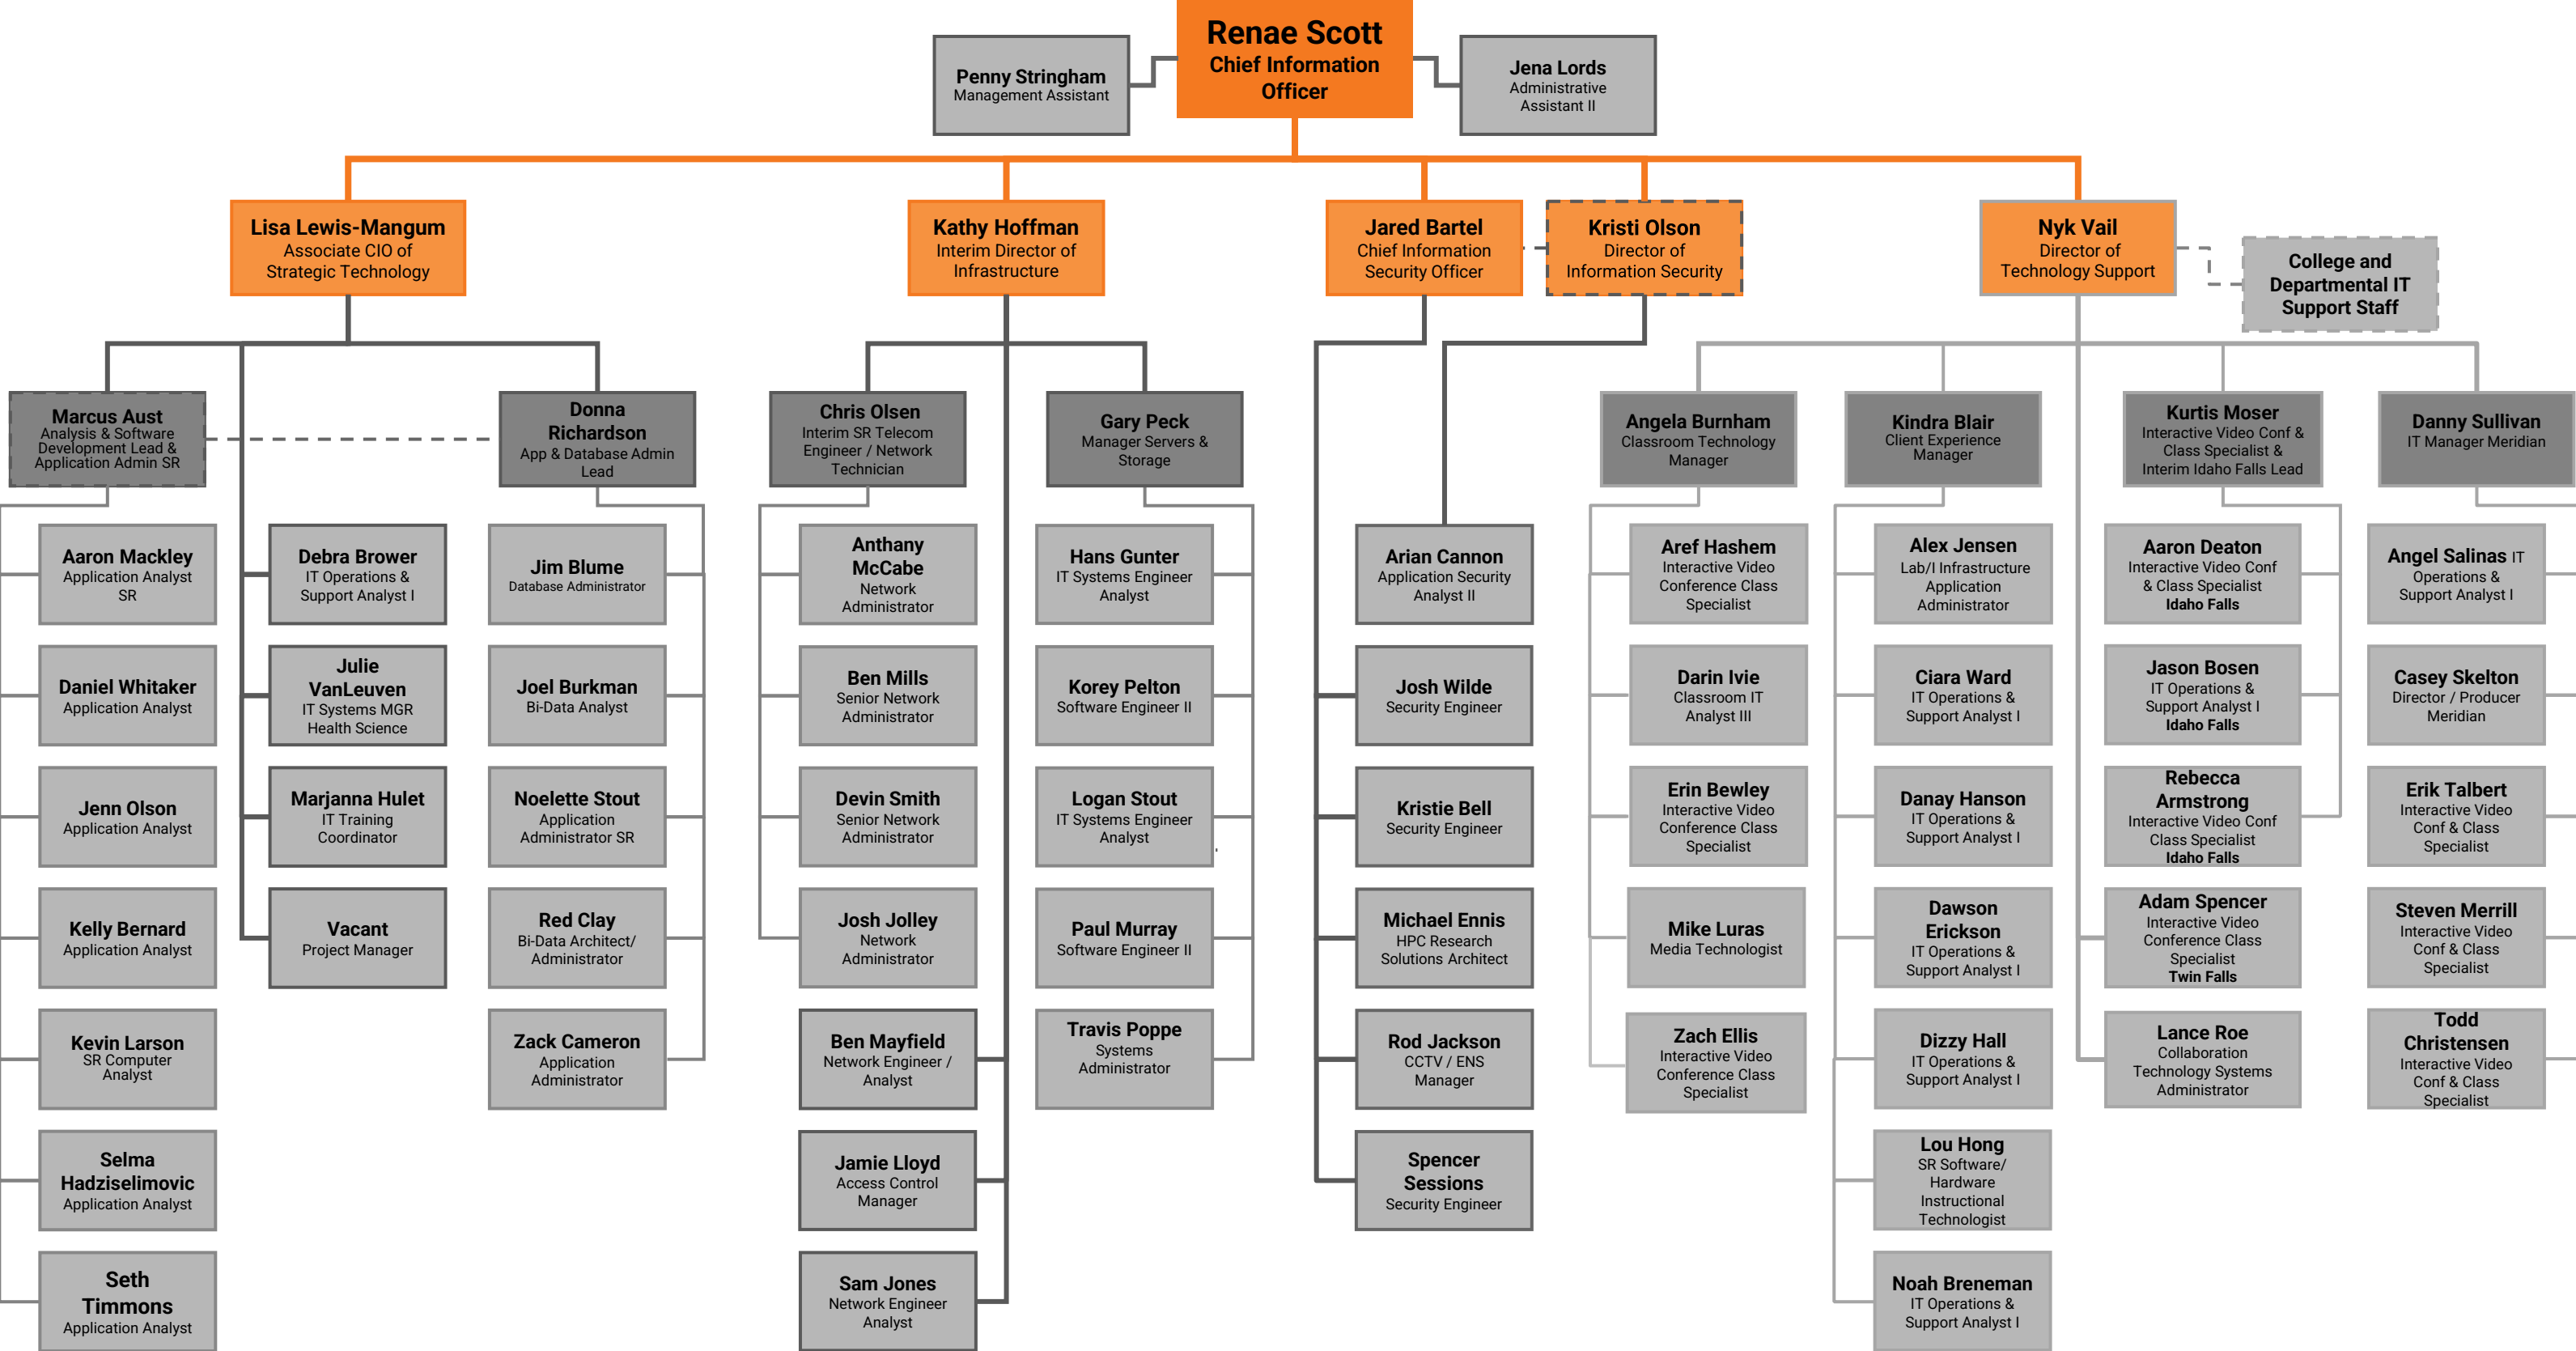 Renae Scott
Chief Information
Officer
Penny Stringham
Management Assistant
Jena Lords
Administrative
Assistant II
Lisa Lewis-Mangum
Associate CIO of
Strategic Technology
Kathy Hoffman
Interim Director of
Infrastructure
Jared Bartel
Chief Information
Security Officer
Kristi Olson
Director of
Information Security
Nyk Vail
Director of
Technology Support
College and
Departmental IT
Support Staff
Marcus Aust
Analysis & Software
Development Lead &
Application Admin SR
Donna
Richardson
App & Database Admin
Lead
Chris Olsen
Interim SR Telecom
Engineer / Network
Technician
Gary Peck
Manager Servers &
Storage
Angela Burnham
Classroom Technology
Manager
Kindra Blair
Client Experience
Manager
Kurtis Moser
Interactive Video Conf &
Class Specialist &
Interim Idaho Falls Lead
Danny Sullivan
IT Manager Meridian
Aaron Mackley
Application Analyst
SR
Daniel Whitaker
Application Analyst
Jenn Olson
Application Analyst
Kelly Bernard
Application Analyst
Kevin Larson
SR Computer
Analyst
Selma
Hadziselimovic
Application Analyst
Seth
Timmons
Application Analyst
Debra Brower
IT Operations &
Support Analyst I
Julie
VanLeuven
IT Systems MGR
Health Science
Marjanna Hulet
IT Training
Coordinator
Vacant
Project Manager
Jim Blume
Database Administrator
Joel Burkman
Bi-Data Analyst
Noelette Stout
Application
Administrator SR
Red Clay
Bi-Data Architect/
Administrator
Zack Cameron
Application
Administrator
Anthany
McCabe
Network
Administrator
Ben Mills
Senior Network
Administrator
Devin Smith
Senior Network
Administrator
Josh Jolley
Network
Administrator
Ben Mayfield
Network Engineer /
Analyst
Jamie Lloyd
Access Control
Manager
Sam Jones
Network Engineer
Analyst
Hans Gunter
IT Systems Engineer
Analyst
Korey Pelton
Software Engineer II
Logan Stout
IT Systems Engineer
Analyst
Paul Murray
Software Engineer II
Travis Poppe
Systems
Administrator
Arian Cannon
Application Security
Analyst II
Josh Wilde
Security Engineer
Kristie Bell
Security Engineer
Michael Ennis
HPC Research
Solutions Architect
Rod Jackson
CCTV / ENS
Manager
Spencer
Sessions
Security Engineer
Aref Hashem
Interactive Video
Conference Class
Specialist
Darin Ivie
Classroom IT
Analyst III
Erin Bewley
Interactive Video
Conference Class
Specialist
Mike Luras
Media Technologist
Zach Ellis
Interactive Video
Conference Class
Specialist
Alex Jensen
Lab/I Infrastructure
Application
Administrator
Ciara Ward
IT Operations &
Support Analyst I
Danay Hanson
IT Operations &
Support Analyst I
Dawson
Erickson
IT Operations &
Support Analyst I
Dizzy Hall
IT Operations &
Support Analyst I
Lou Hong
SR Software/
Hardware
Instructional
Technologist
Noah Breneman
IT Operations &
Support Analyst I
Aaron Deaton
Interactive Video Conf
& Class Specialist
Idaho Falls
Jason Bosen
IT Operations &
Support Analyst I
Idaho Falls
Rebecca
Armstrong
Interactive Video Conf
Class Specialist
Idaho Falls
Adam Spencer
Interactive Video
Conference Class
Specialist
Twin Falls
Lance Roe
Collaboration
Technology Systems
Administrator
Angel Salinas IT
Operations &
Support Analyst I
Casey Skelton
Director / Producer
Meridian
Erik Talbert
Interactive Video
Conf & Class
Specialist
Steven Merrill
Interactive Video
Conf & Class
Specialist
Todd
Christensen
Interactive Video
Conf & Class
Specialist